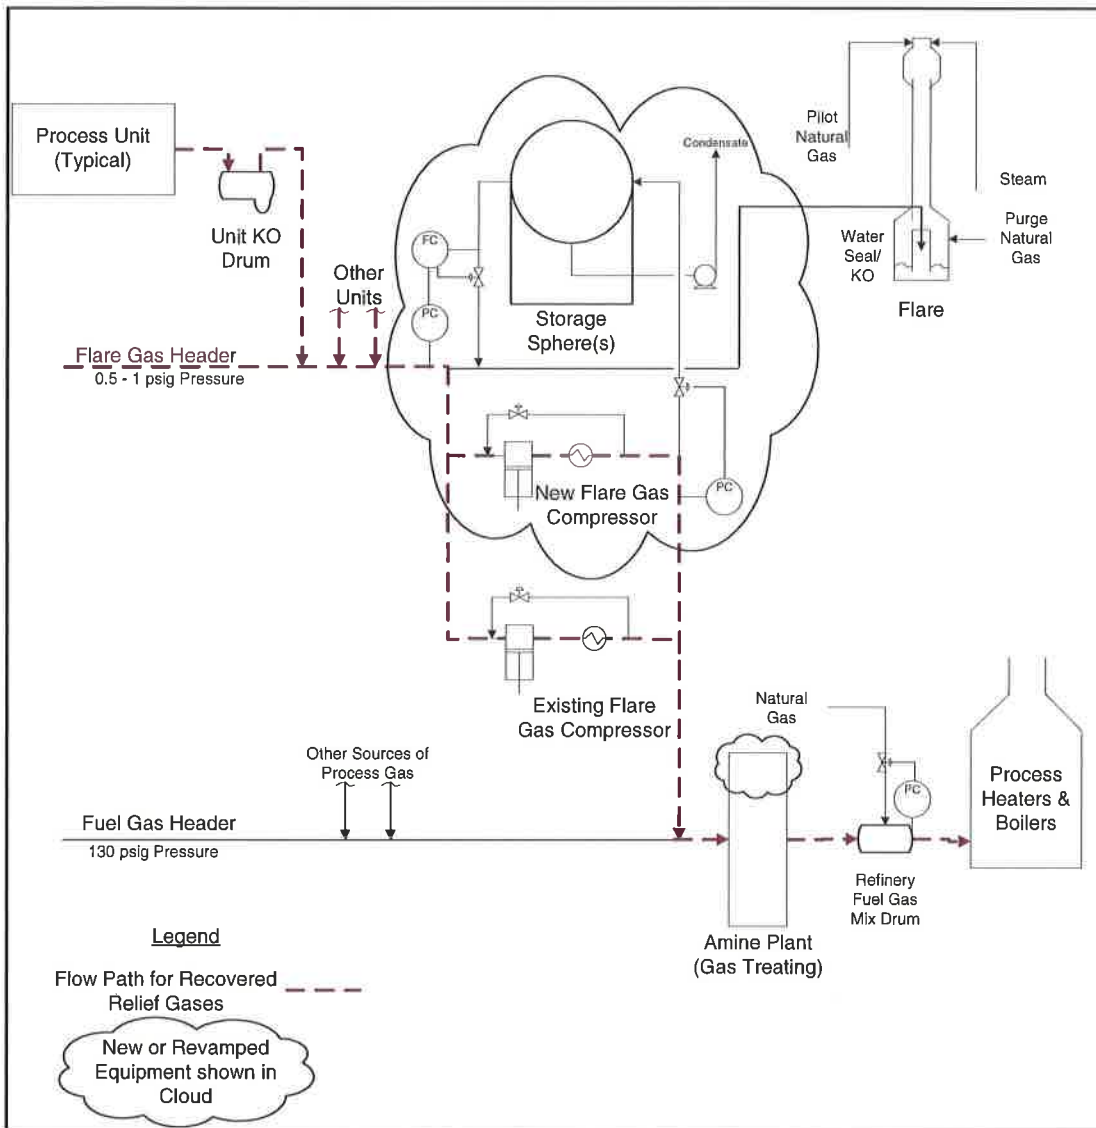 Process Unit
(Typical)
Unit KO
Drum
Other
Units
Flare Gas Header
0.5 - 1 psig Pressure
FC
PC
Condensate
Storage
Sphere(s)
Pilot
Natural
Gas
Steam
Water
Seal/
KO
Purge
Natural
Gas
Flare
New Flare Gas
Compressor
PC
Existing Flare
Gas Compressor
Other Sources of
Process Gas
Fuel Gas Header
130 psig Pressure
Natural
Gas
PC
Process
Heaters &
Boilers
Refinery
Fuel Gas
Mix Drum
Amine Plant
(Gas Treating)
Legend
Flow Path for Recovered
Relief Gases
New or Revamped
Equipment shown in
Cloud